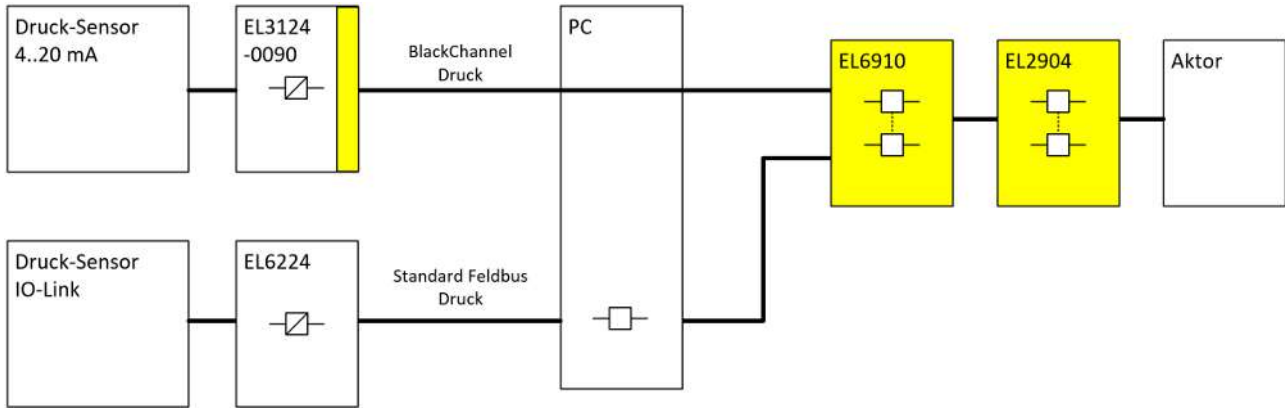 Druck-Sensor
4..20 mA
EL3124
-0090
BlackChannel
Druck
PC
EL6910
EL2904
Aktor
Druck-Sensor
IO-Link
EL6224
Standard Feldbus
Druck